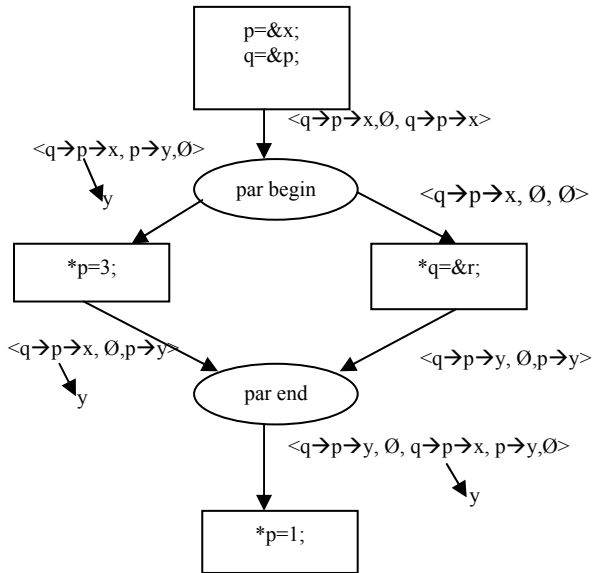 p=&x;
q=&p;
<q→p→x,Ø, q→p→x>
<q→p→x, p→y,Ø>
y
par begin
<q→p→x, Ø, Ø>
*p=3;
*q=&r;
<q→p→x, Ø,p→y>
y
<q→p→y, Ø,p→y>
par end
<q→p→y, Ø, q→p→x, p→y,Ø>
y
*p=1;